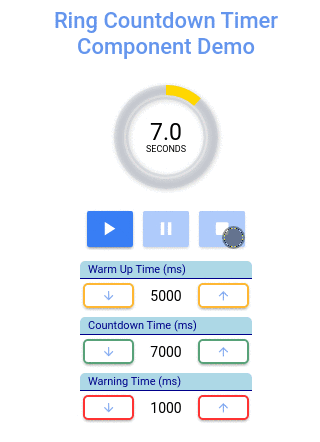 Ring Countdown Timer
Component Demo
7.0
SECONDS
Warm Up Time (ms)
5000
Countdown Time (ms)
7000
Warning Time (ms)
1000